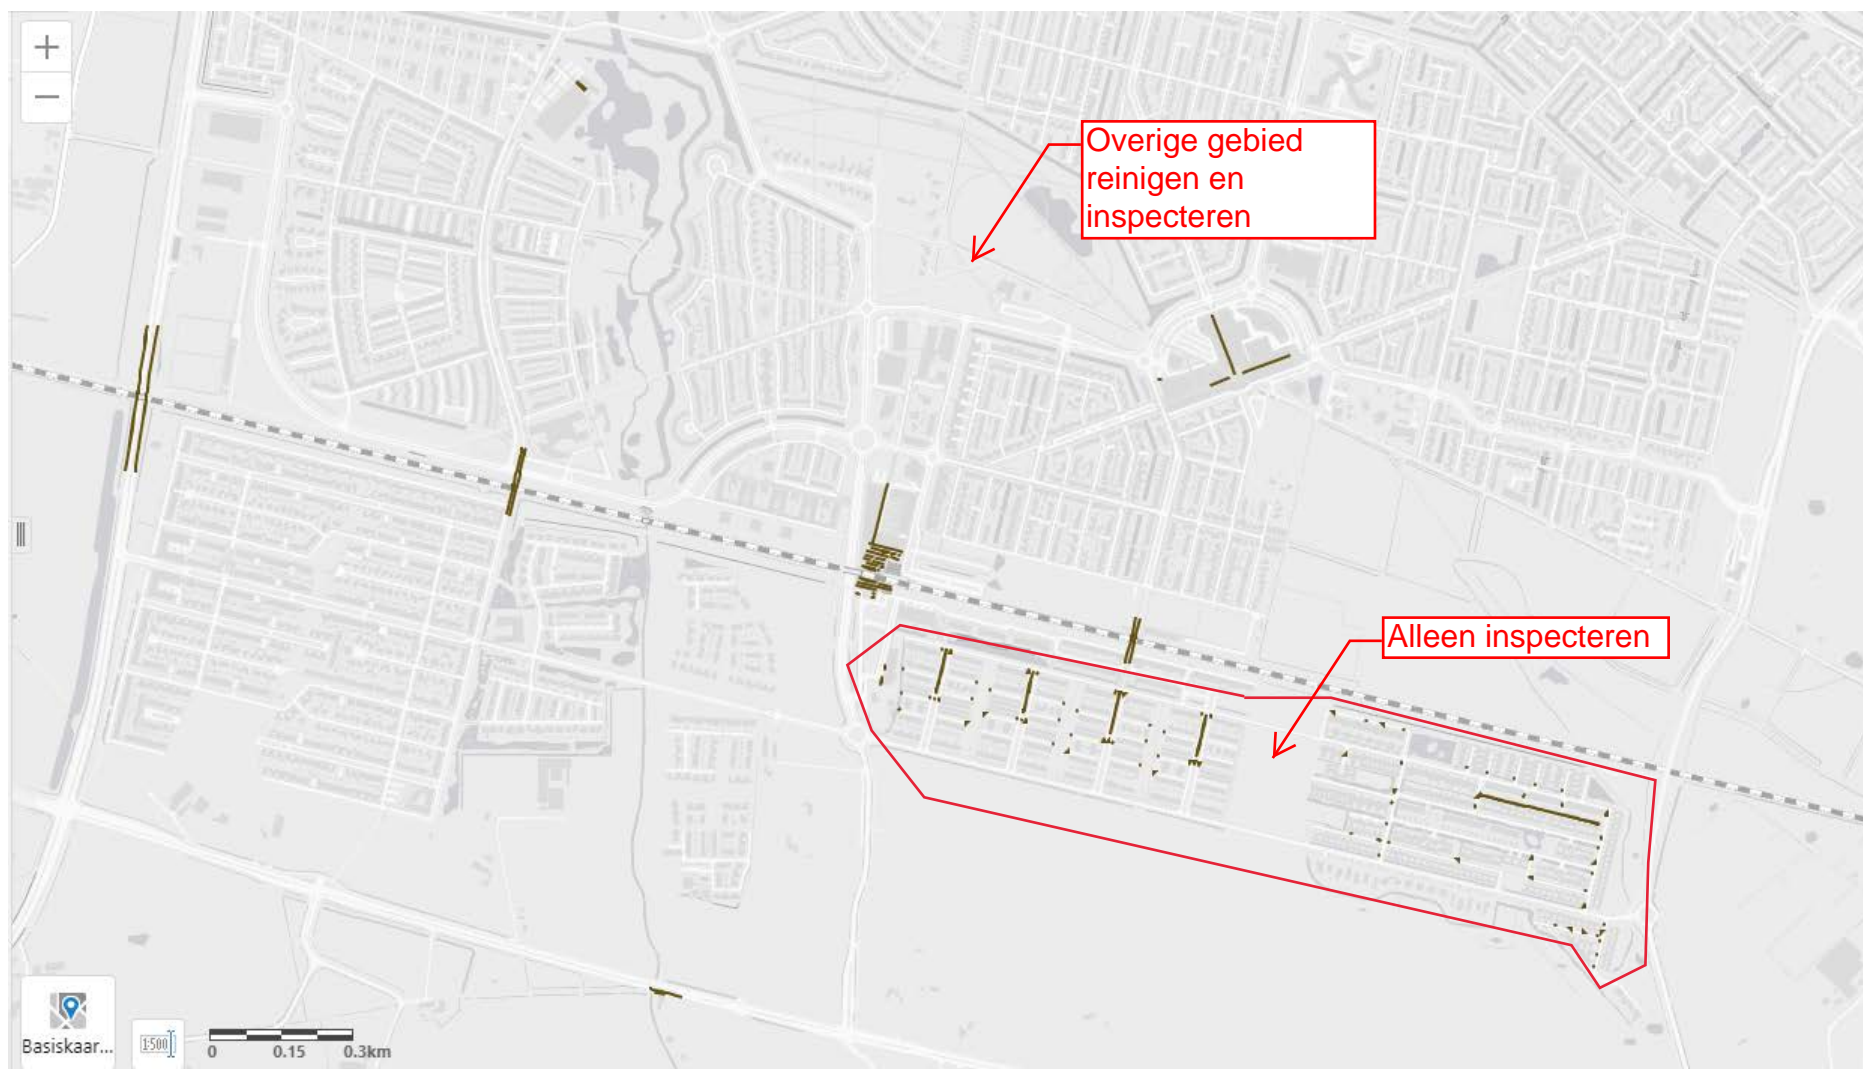 +
−
Overige gebied
reinigen en
inspecteren
Alleen inspecteren
Basiskaar...
1:500
0 0.15 0.3km